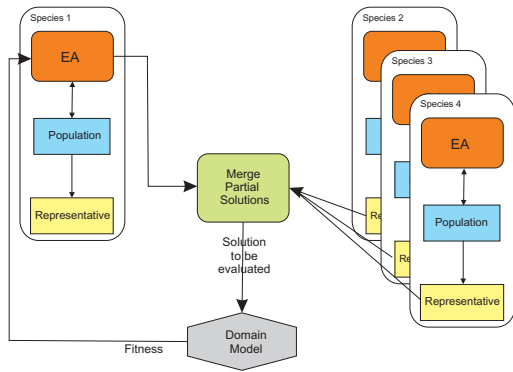 Species 1
EA
Population
Representative
Merge
Partial
Solutions
Solution
to be
evaluated
Domain
Model
Fitness
Species 2
Species 3
Species 4
EA
Population
Representative